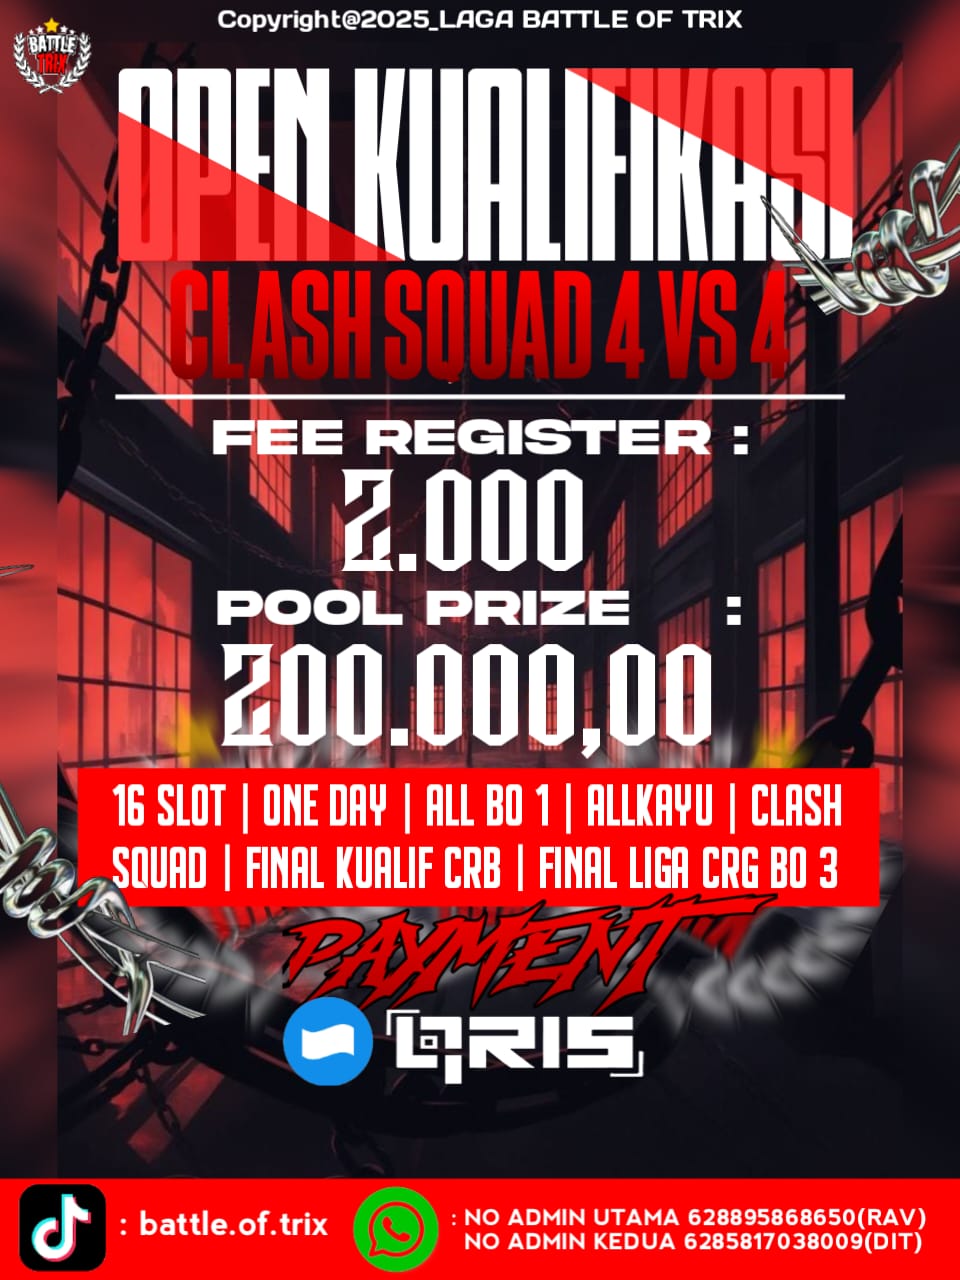 Copyright@2025_LAGA BATTLE OF TRIX
BATTLE
TRIX
OPEN KUALIFIKASI
CLASH SQUAD 4 VS 4
FEE REGISTER :
2.000
POOL PRIZE :
200.000,00
16 SLOT | ONE DAY | ALL BO 1 | ALLKAYU | CLASH
SQUAD | FINAL KUALIF CRB | FINAL LIGA CRG BO 3
PAYMENT
QRIS
: battle.of.trix
: NO ADMIN UTAMA 628895868650(RAV)
NO ADMIN KEDUA 6285817038009(DIT)